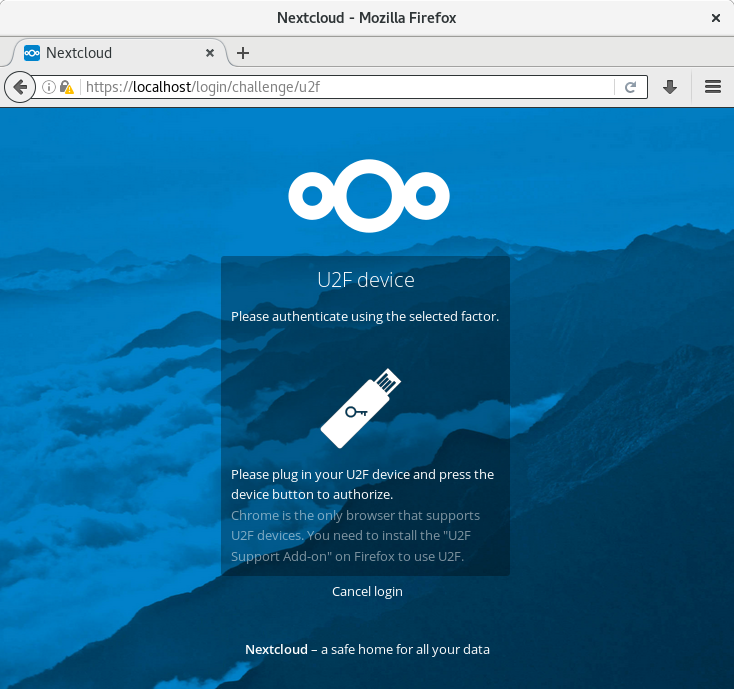 Nextcloud - Mozilla Firefox
Nextcloud
https://localhost/login/challenge/u2f
U2F device
Please authenticate using the selected factor.
Please plug in your U2F device and press the
device button to authorize.
Chrome is the only browser that supports
U2F devices. You need to install the "U2F
Support Add-on" on Firefox to use U2F.
Cancel login
Nextcloud – a safe home for all your data